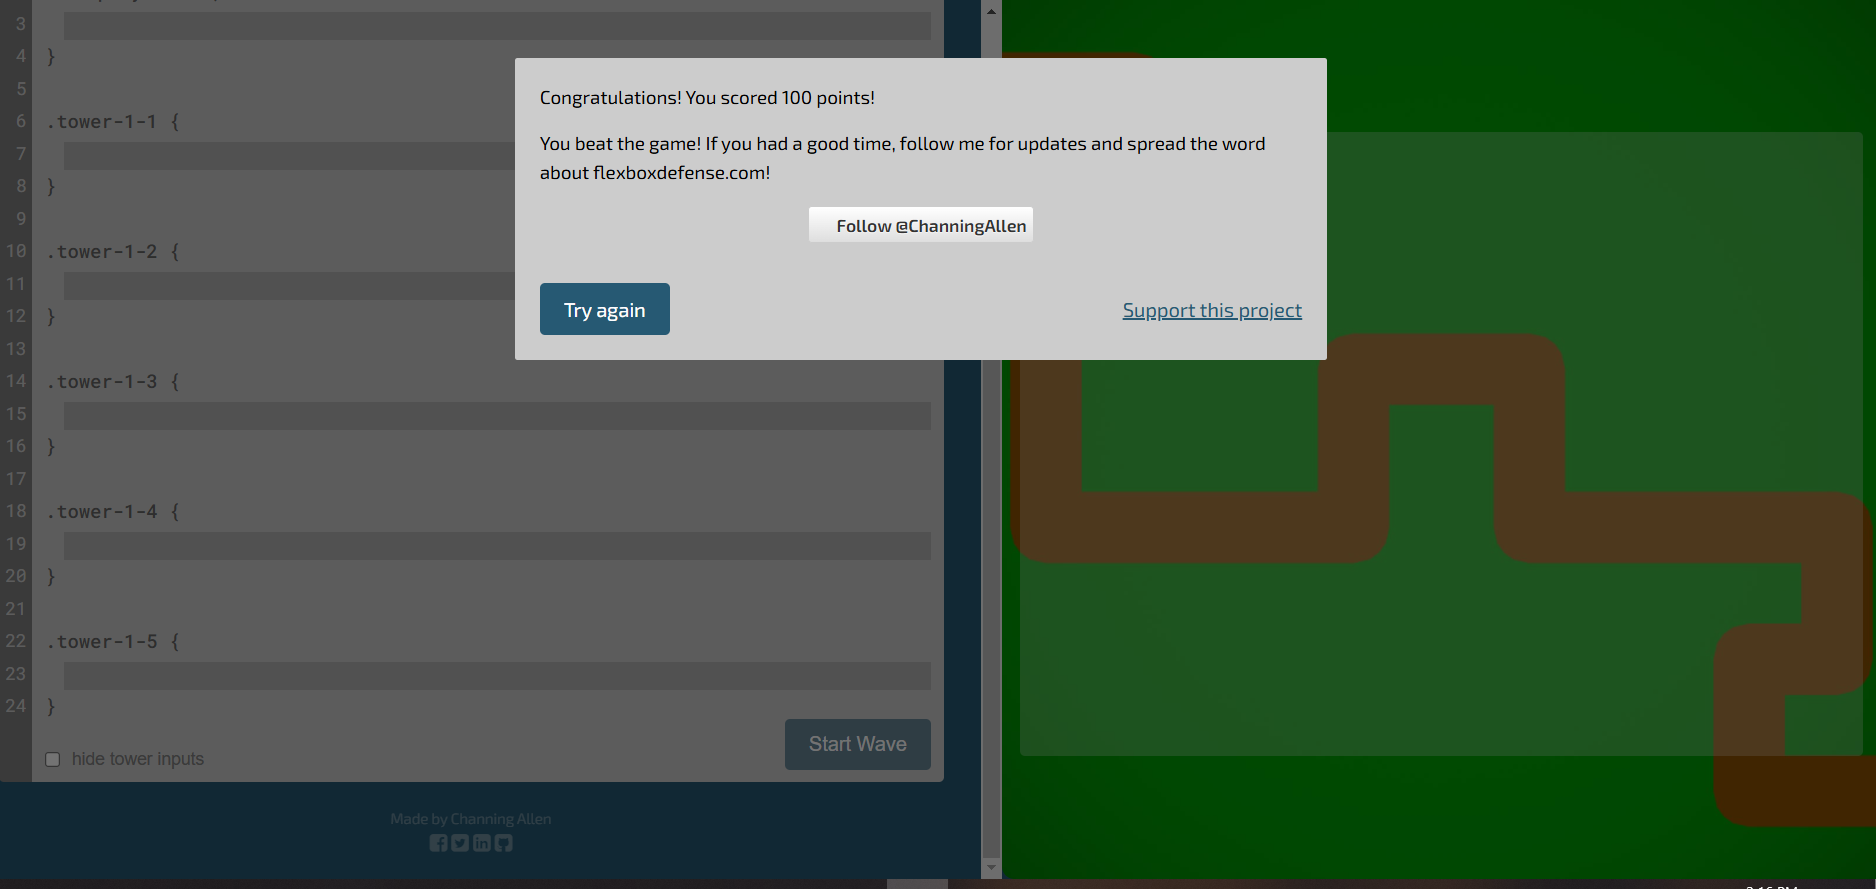 3
4 }
5
6 .tower-1-1 {
7
8 }
9
10 .tower-1-2 {
11
12 }
13
14 .tower-1-3 {
15
16 }
17
18 .tower-1-4 {
19
20 }
21
22 .tower-1-5 {
23
24 }
hide tower inputs
Start Wave
Made by Channing Allen
Congratulations! You scored 100 points!
You beat the game! If you had a good time, follow me for updates and spread the word
about flexboxdefense.com!
Follow @ChanningAllen
Try again
Support this project